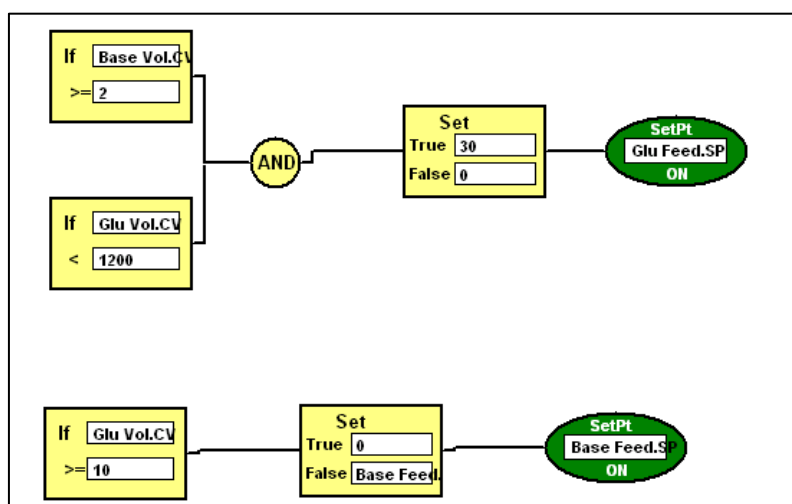 If Base Vol.CV
>= 2
AND
Set
True 30
False 0
SetPt
Glu Feed.SP
ON
If Glu Vol.CV
< 1200
If Glu Vol.CV
>= 10
Set
True 0
False Base Feed.
SetPt
Base Feed.SP
ON